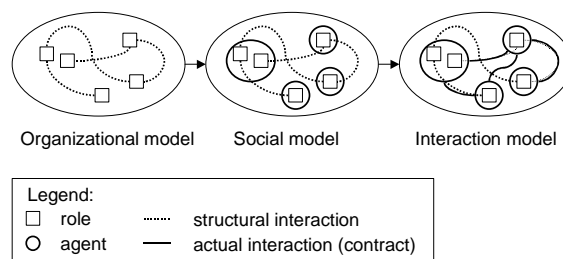 Organizational model Social model Interaction model
Legend:
role structural interaction
agent actual interaction (contract)